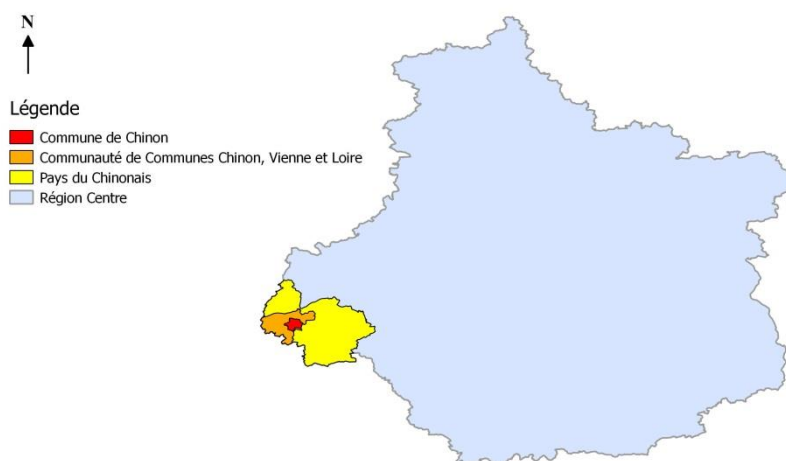 N
Légende
Commune de Chinon
Communauté de Communes Chinon, Vienne et Loire
Pays du Chinonais
Région Centre